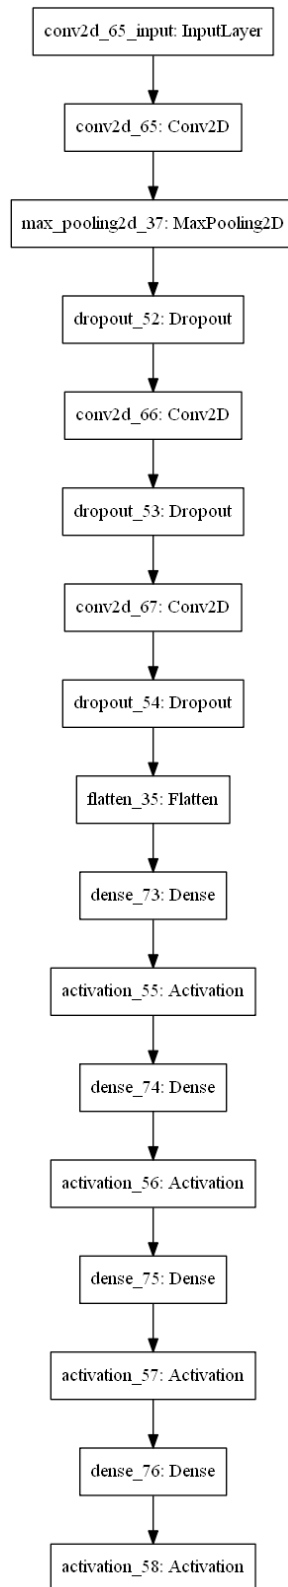 conv2d_65_input: InputLayer
conv2d_65: Conv2D
max_pooling2d_37: MaxPooling2D
dropout_52: Dropout
conv2d_66: Conv2D
dropout_53: Dropout
conv2d_67: Conv2D
dropout_54: Dropout
flatten_35: Flatten
dense_73: Dense
activation_55: Activation
dense_74: Dense
activation_56: Activation
dense_75: Dense
activation_57: Activation
dense_76: Dense
activation_58: Activation